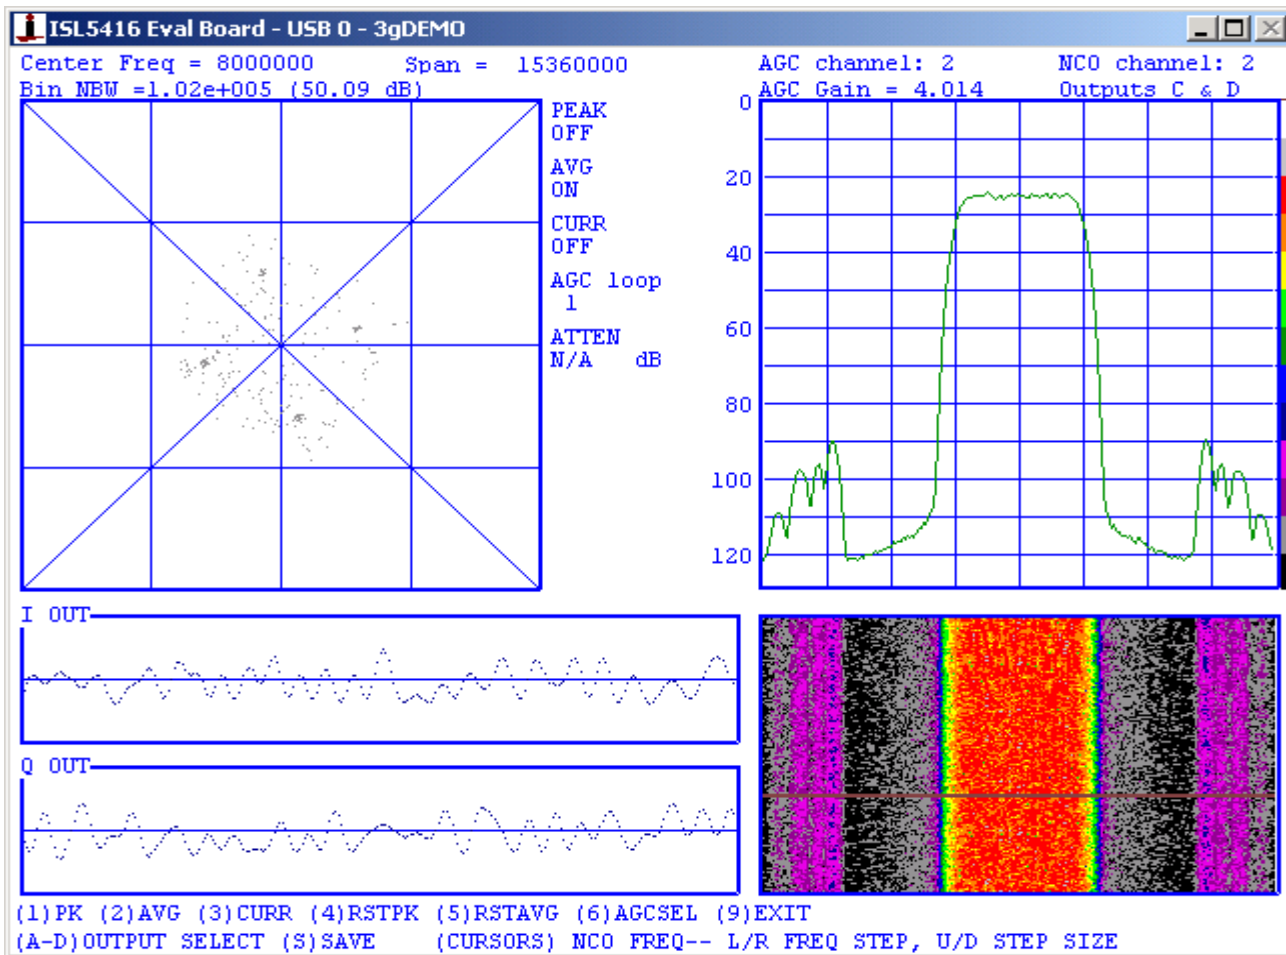 ISL5416 Eval Board - USB 0 - 3gDEMO
Center Freq = 8000000 Span = 15360000
Bin NBW =1.02e+005 (50.09 dB)
AGC channel: 2 NCO channel: 2
AGC Gain = 4.014 Outputs C & D
PEAK
OFF
AVG
ON
CURR
OFF
AGC loop
1
ATTEN
N/A dB
0
20
40
60
80
100
120
I OUT
Q OUT
(1)PK (2)AVG (3)CURR (4)RSTPK (5)RSTAVG (6)AGCSEL (9)EXIT
(A-D)OUTPUT SELECT (S)SAVE (CURSORS) NCO FREQ-- L/R FREQ STEP, U/D STEP SIZE